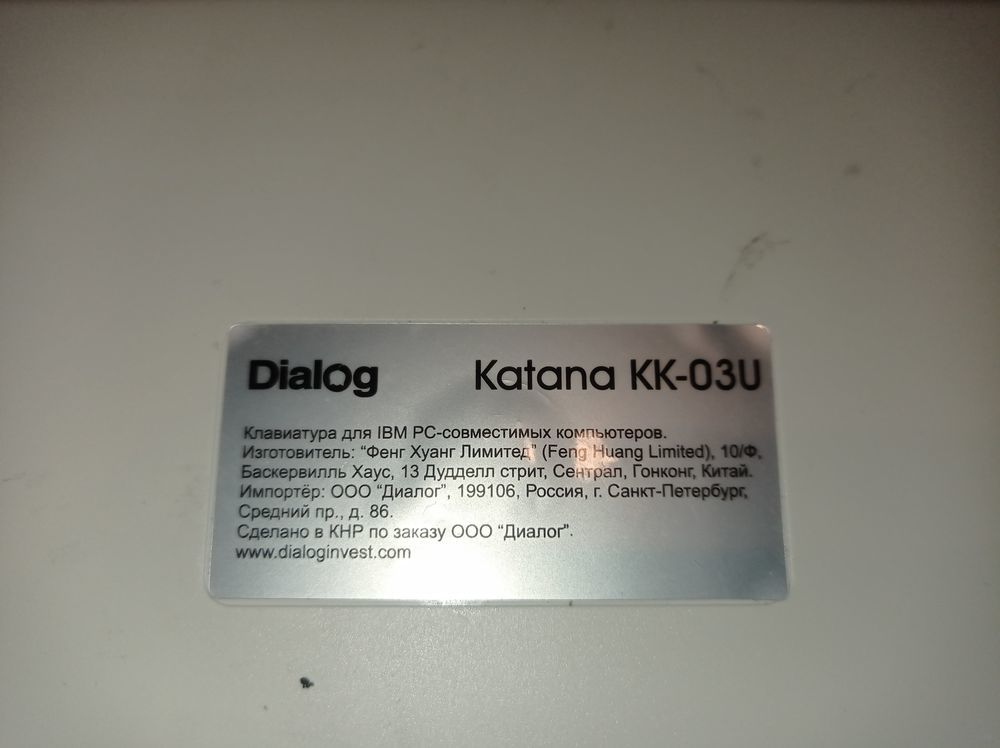 Dialog Katana KK-03U
Клавиатура для IBM PC-совместимых компьютеров.
Изготовитель: “Фенг Хуанг Лимитед” (Feng Huang Limited), 10/Ф,
Баскервилль Хаус, 13 Дудделл стрит, Сентрал, Гонконг, Китай.
Импортёр: ООО “Диалог”, 199106, Россия, г. Санкт-Петербург,
Средний пр., д. 86.
Сделано в КНР по заказу ООО “Диалог”.
www.dialoginvest.com